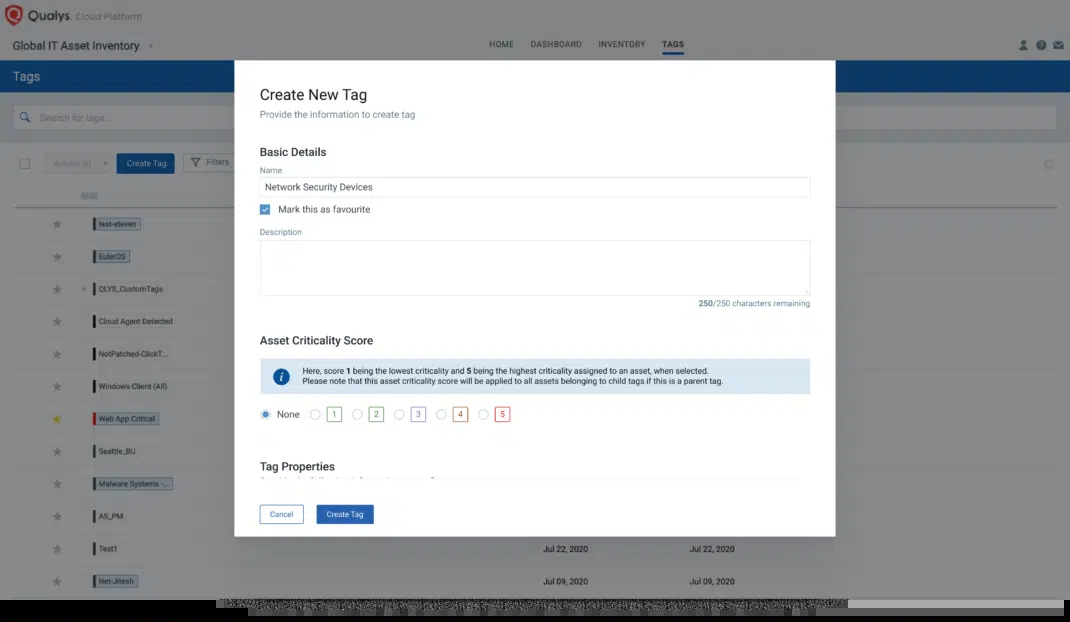 Qualys. Cloud Platform
Global IT Asset Inventory
HOME DASHBOARD INVENTORY TAGS
Tags
Search for tags...
Actions (0) Create Tag Filters
NAME
test-steven
EulerOS
QLYS_CustomTags
Cloud Agent Detected
NotPatched-ClickT...
Windows Client (All)
Web App Critical
Seattle_BU
Malware Systems -...
AS_PM
Test1 Jul 22, 2020 Jul 22, 2020
Net-Jitesh Jul 09, 2020 Jul 09, 2020
Create New Tag
Provide the information to create tag
Basic Details
Name
Network Security Devices
Mark this as favourite
Description
250/250 characters remaining
Asset Criticality Score
i Here, score 1 being the lowest criticality and 5 being the highest criticality assigned to an asset, when selected.
Please note that this asset criticality score will be applied to all assets belonging to child tags if this is a parent tag.
None 1 2 3 4 5
Tag Properties
Cancel Create Tag